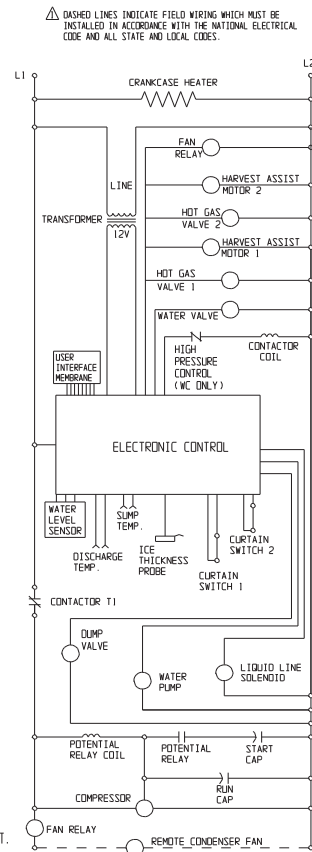 DASHED LINES INDICATE FIELD WIRING WHICH MUST BE
INSTALLED IN ACCORDANCE WITH THE NATIONAL ELECTRICAL
CODE AND ALL STATE AND LOCAL CODES.
L1
L2
CRANKCASE HEATER
FAN
RELAY
LINE
HARVEST ASSIST
MOTOR 2
TRANSFORMER
HOT GAS
VALVE 2
12V
HARVEST ASSIST
MOTOR 1
HOT GAS
VALVE 1
WATER VALVE
HIGH
PRESSURE
CONTROL
(WC ONLY)
CONTACTOR
COIL
USER
INTERFACE
MEMBRANE
ELECTRONIC CONTROL
WATER
LEVEL
SENSOR
SUMP
TEMP.
DISCHARGE
TEMP.
ICE
THICKNESS
PROBE
CURTAIN
SWITCH 2
CURTAIN
SWITCH 1
CONTACTOR T1
DUMP
VALVE
WATER
PUMP
LIQUID LINE
SOLENOID
POTENTIAL
RELAY COIL
POTENTIAL
RELAY
START
CAP
RUN
CAP
COMPRESSOR
T.
FAN RELAY
REMOTE CONDENSER FAN